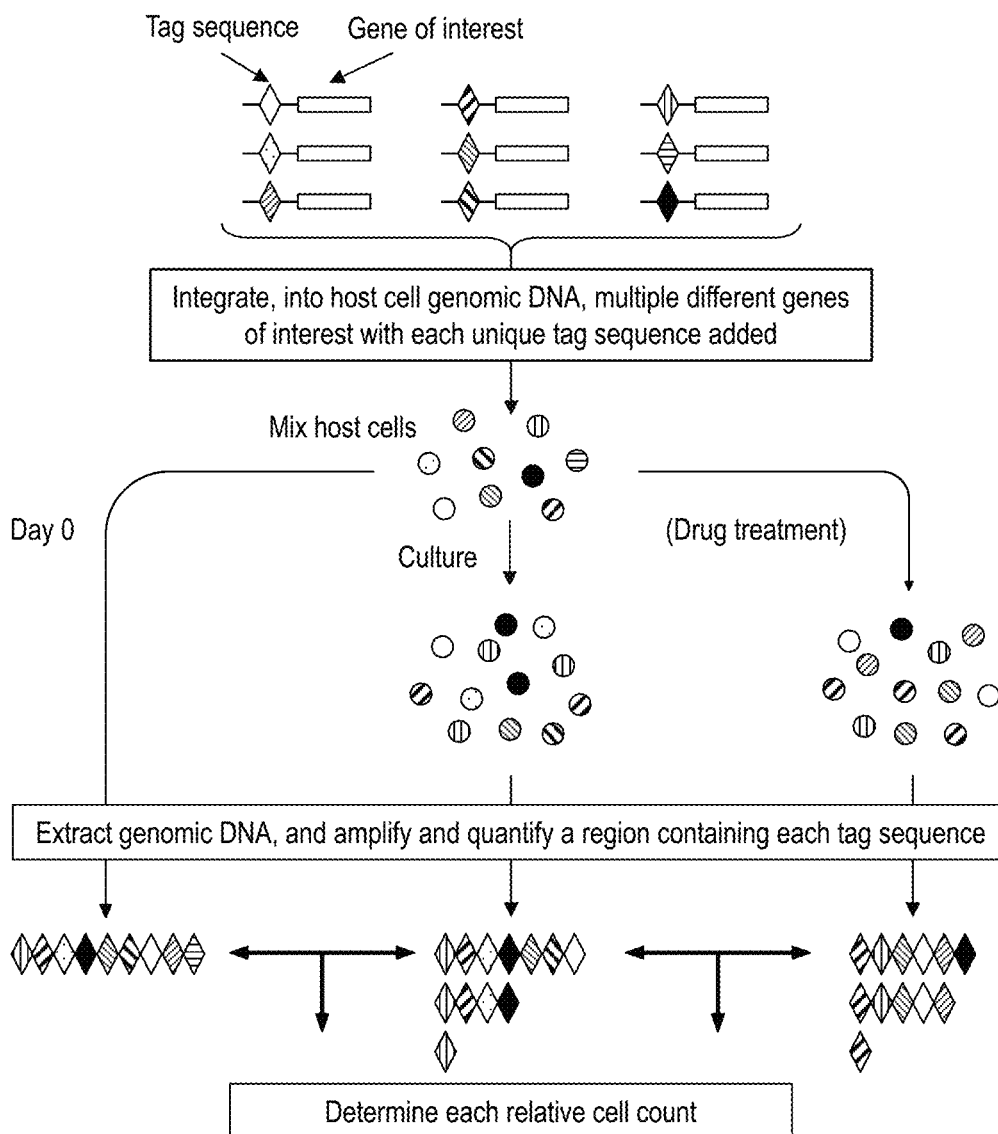 Tag sequence
Gene of interest
Integrate, into host cell genomic DNA, multiple different genes
of interest with each unique tag sequence added
Mix host cells
Day 0
Culture
(Drug treatment)
Extract genomic DNA, and amplify and quantify a region containing each tag sequence
Determine each relative cell count